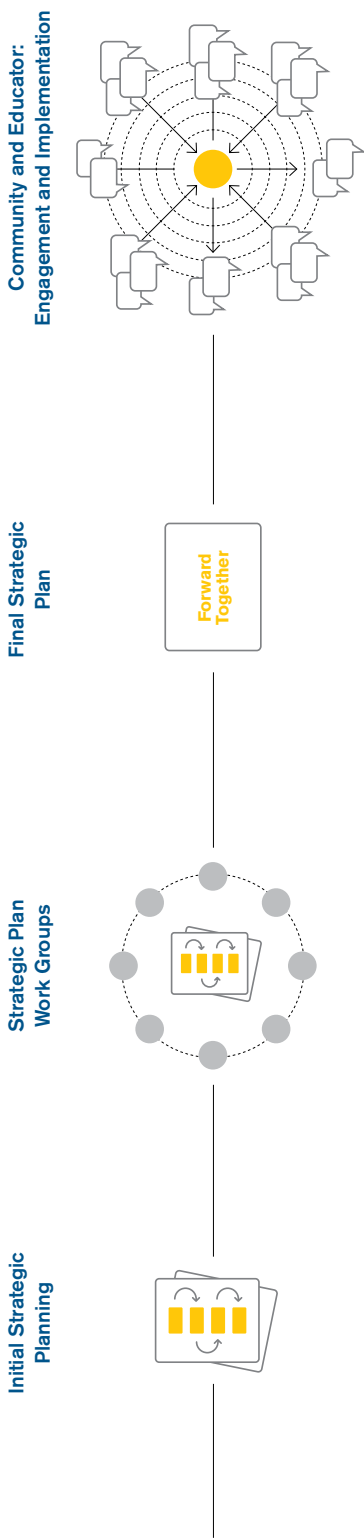 Initial Strategic
Planning
Strategic Plan
Work Groups
Final Strategic
Plan
Forward
Together
Community and Educator:
Engagement and Implementation